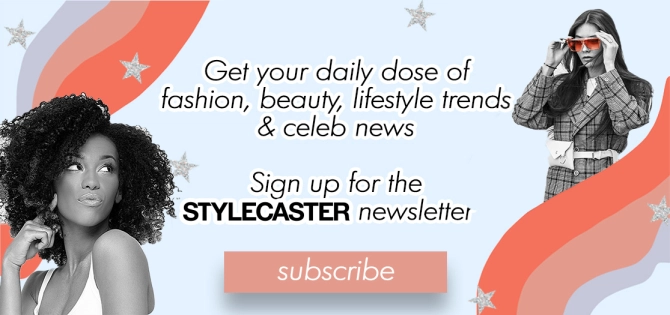 Get your daily dose of
fashion, beauty, lifestyle trends
& celeb news
Sign up for the
STYLECASTER newsletter
subscribe